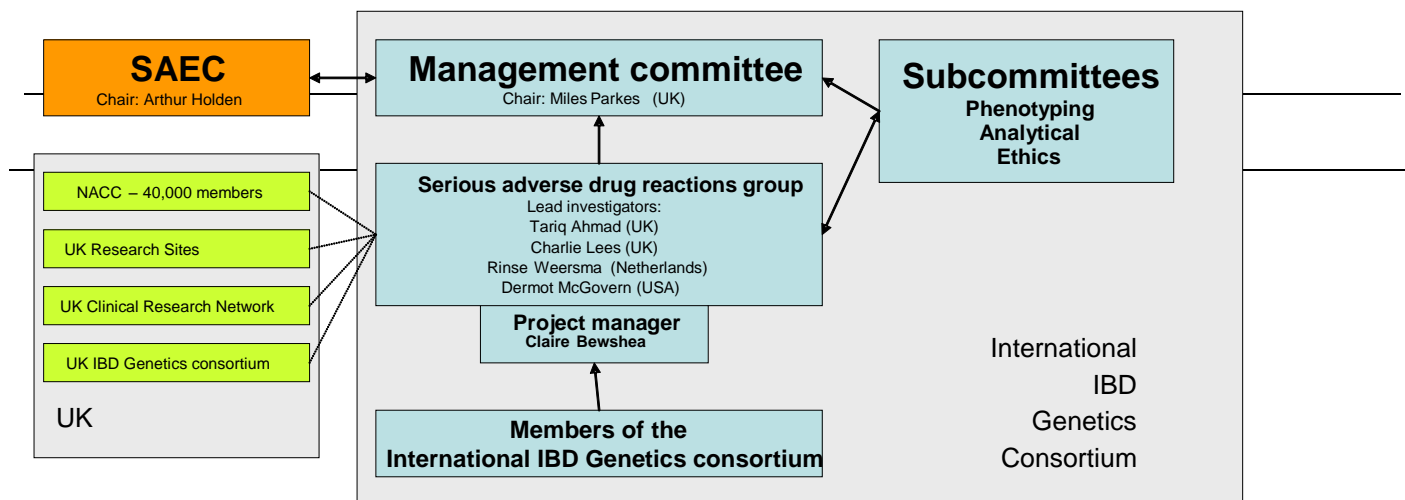 SAEC
Chair: Arthur Holden
Management committee
Chair: Miles Parkes (UK)
Subcommittees
Phenotyping
Analytical
Ethics
NACC – 40,000 members
UK Research Sites
UK Clinical Research Network
UK IBD Genetics consortium
UK
Serious adverse drug reactions group
Lead investigators:
Tariq Ahmad (UK)
Charlie Lees (UK)
Rinse Weersma (Netherlands)
Dermot McGovern (USA)
Project manager
Claire Bewshea
Members of the
International IBD Genetics consortium
International
IBD
Genetics
Consortium